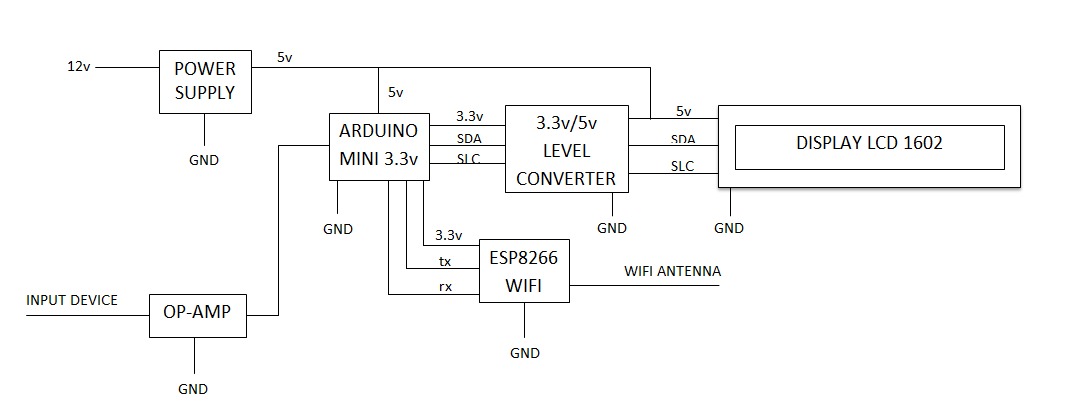 12v
POWER
SUPPLY
5v
5v
GND
ARDUINO
MINI 3.3v
3.3v
SDA
SLC
3.3v/5v
LEVEL
CONVERTER
5v
SDA
SLC
DISPLAY LCD 1602
GND
GND
GND
3.3v
tx
rx
ESP8266
WIFI
WIFI ANTENNA
GND
INPUT DEVICE
OP-AMP
GND